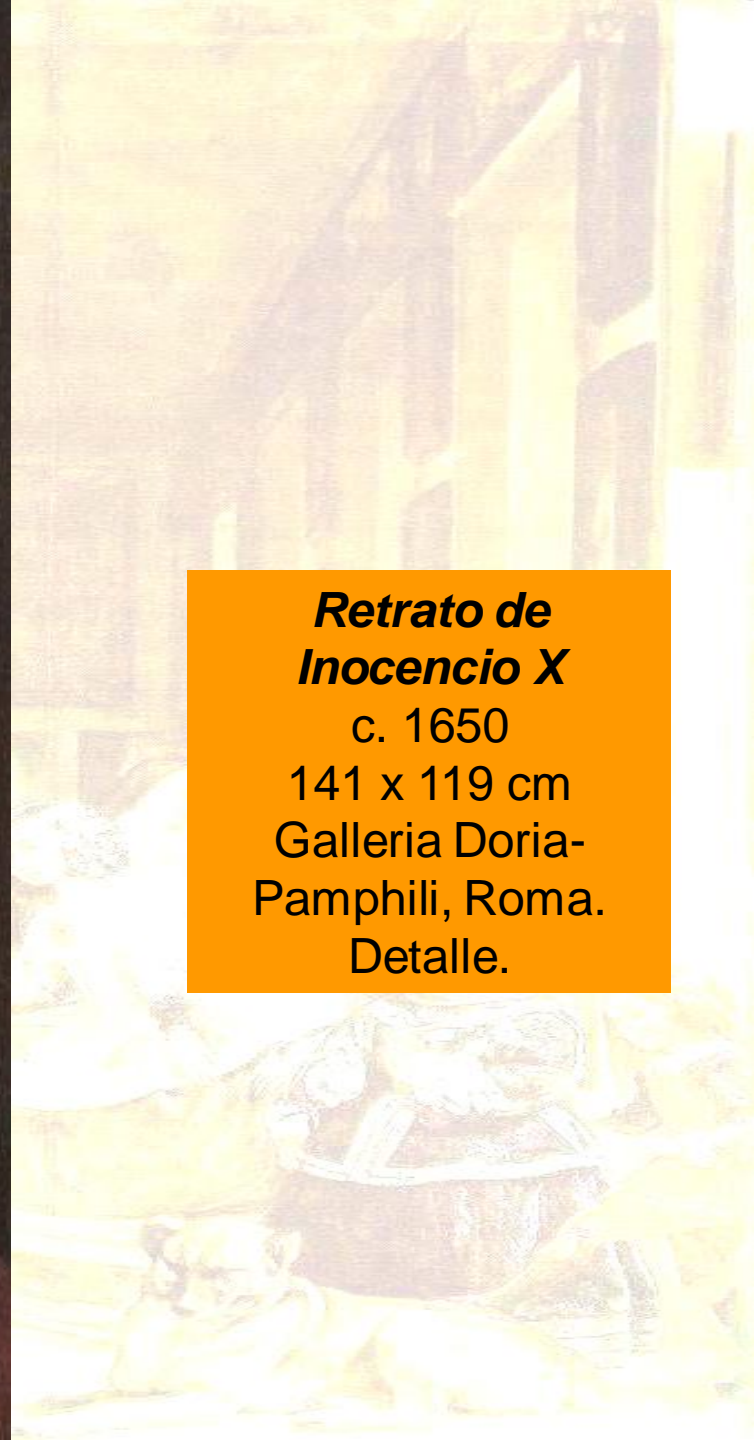 Retrato de
Inocencio X
c. 1650
141 x 119 cm
Galleria Doria-
Pamphili, Roma.
Detalle.